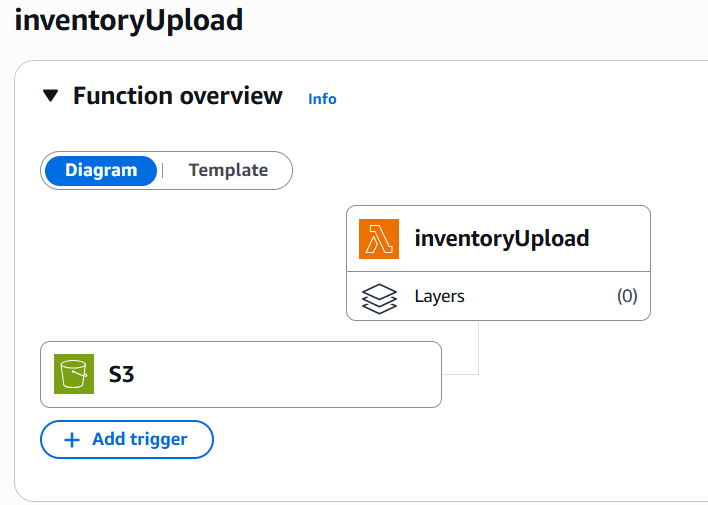 inventoryUpload
Function overview Info
Diagram Template
inventoryUpload
Layers (0)
S3
Add trigger